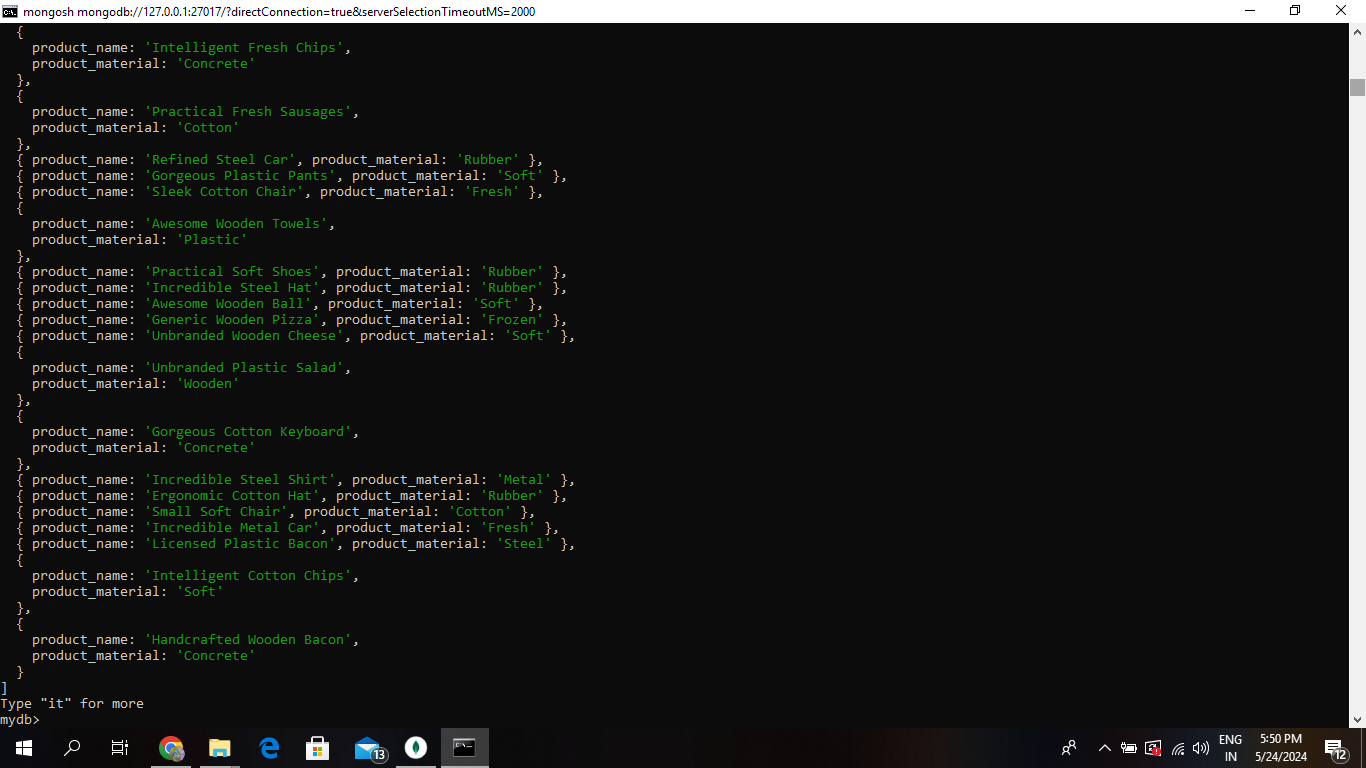 mongosh mongodb://127.0.0.1:27017/?directConnection=true&serverSelectionTimeoutMS=2000
  {
    product_name: 'Intelligent Fresh Chips',
    product_material: 'Concrete'
  },
  {
    product_name: 'Practical Fresh Sausages',
    product_material: 'Cotton'
  },
  { product_name: 'Refined Steel Car', product_material: 'Rubber' },
  { product_name: 'Gorgeous Plastic Pants', product_material: 'Soft' },
  { product_name: 'Sleek Cotton Chair', product_material: 'Fresh' },
  {
    product_name: 'Awesome Wooden Towels',
    product_material: 'Plastic'
  },
  { product_name: 'Practical Soft Shoes', product_material: 'Rubber' },
  { product_name: 'Incredible Steel Hat', product_material: 'Rubber' },
  { product_name: 'Awesome Wooden Ball', product_material: 'Soft' },
  { product_name: 'Generic Wooden Pizza', product_material: 'Frozen' },
  { product_name: 'Unbranded Wooden Cheese', product_material: 'Soft' },
  {
    product_name: 'Unbranded Plastic Salad',
    product_material: 'Wooden'
  },
  {
    product_name: 'Gorgeous Cotton Keyboard',
    product_material: 'Concrete'
  },
  { product_name: 'Incredible Steel Shirt', product_material: 'Metal' },
  { product_name: 'Ergonomic Cotton Hat', product_material: 'Rubber' },
  { product_name: 'Small Soft Chair', product_material: 'Cotton' },
  { product_name: 'Incredible Metal Car', product_material: 'Fresh' },
  { product_name: 'Licensed Plastic Bacon', product_material: 'Steel' },
  {
    product_name: 'Intelligent Cotton Chips',
    product_material: 'Soft'
  },
  {
    product_name: 'Handcrafted Wooden Bacon',
    product_material: 'Concrete'
  }
]
Type "it" for more
mydb>
13
ENG
IN
5:50 PM
5/24/2024
12